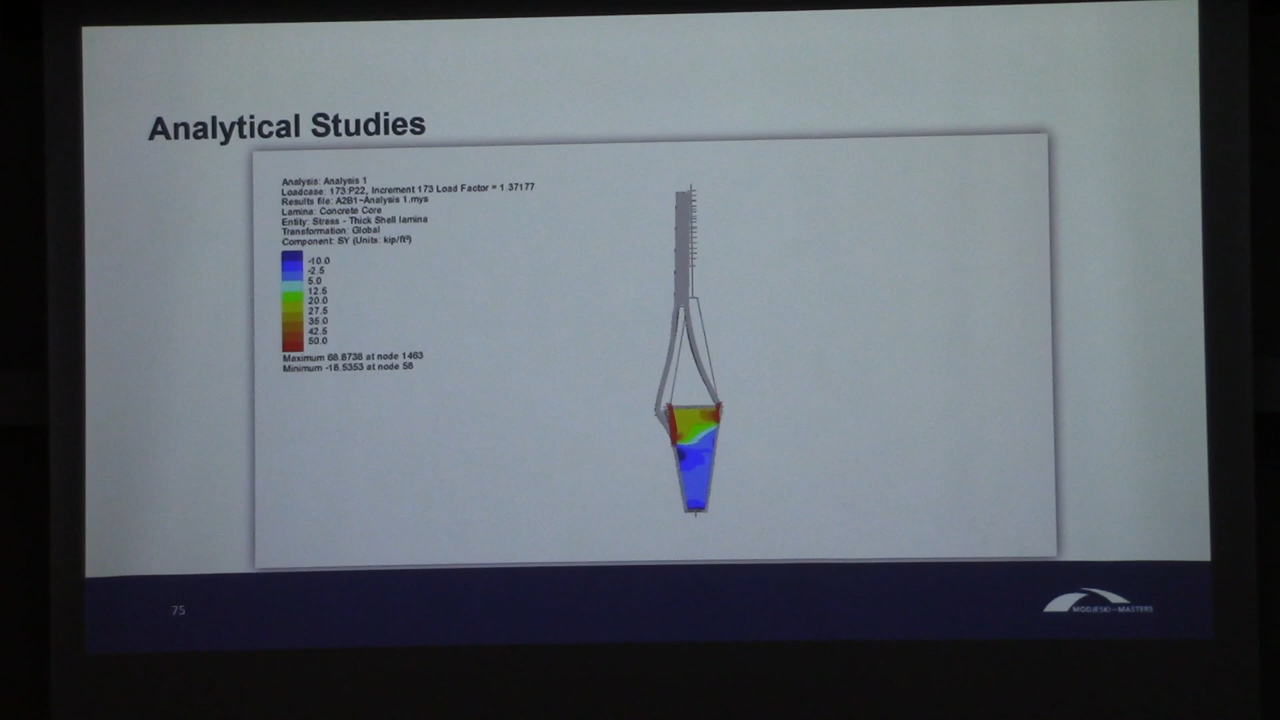 Analytical Studies
Analysis: Analysis 1
Loadcase: 173:P22, Increment 173 Load Factor = 1.37177
Results file: A2B1~Analysis 1.mys
Lamina: Concrete Core
Entity: Stress - Thick Shell lamina
Transformation: Global
Component: SY (Units: kip/ft²)
-10.0
-2.5
5.0
12.5
20.0
27.5
35.0
42.5
50.0
Maximum 68.8738 at node 1463
Minimum -18.5353 at node 58
75
MODJESKI AND MASTERS